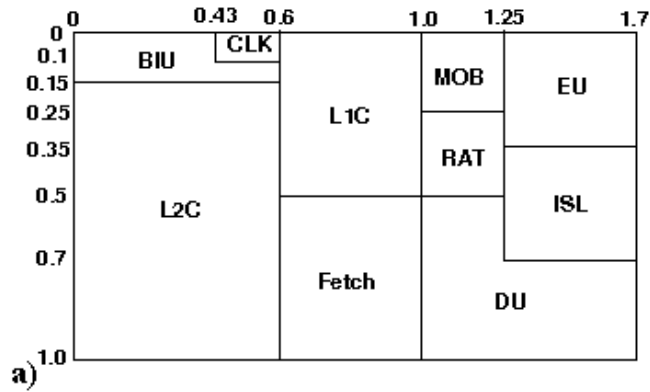 0 0.43 0.6 1.0 1.25 1.7
0
0.1
0.15
0.25
0.35
0.5
0.7
1.0
CLK
BIU
MOB
EU
L1C
RAT
L2C
ISL
Fetch
DU
a)